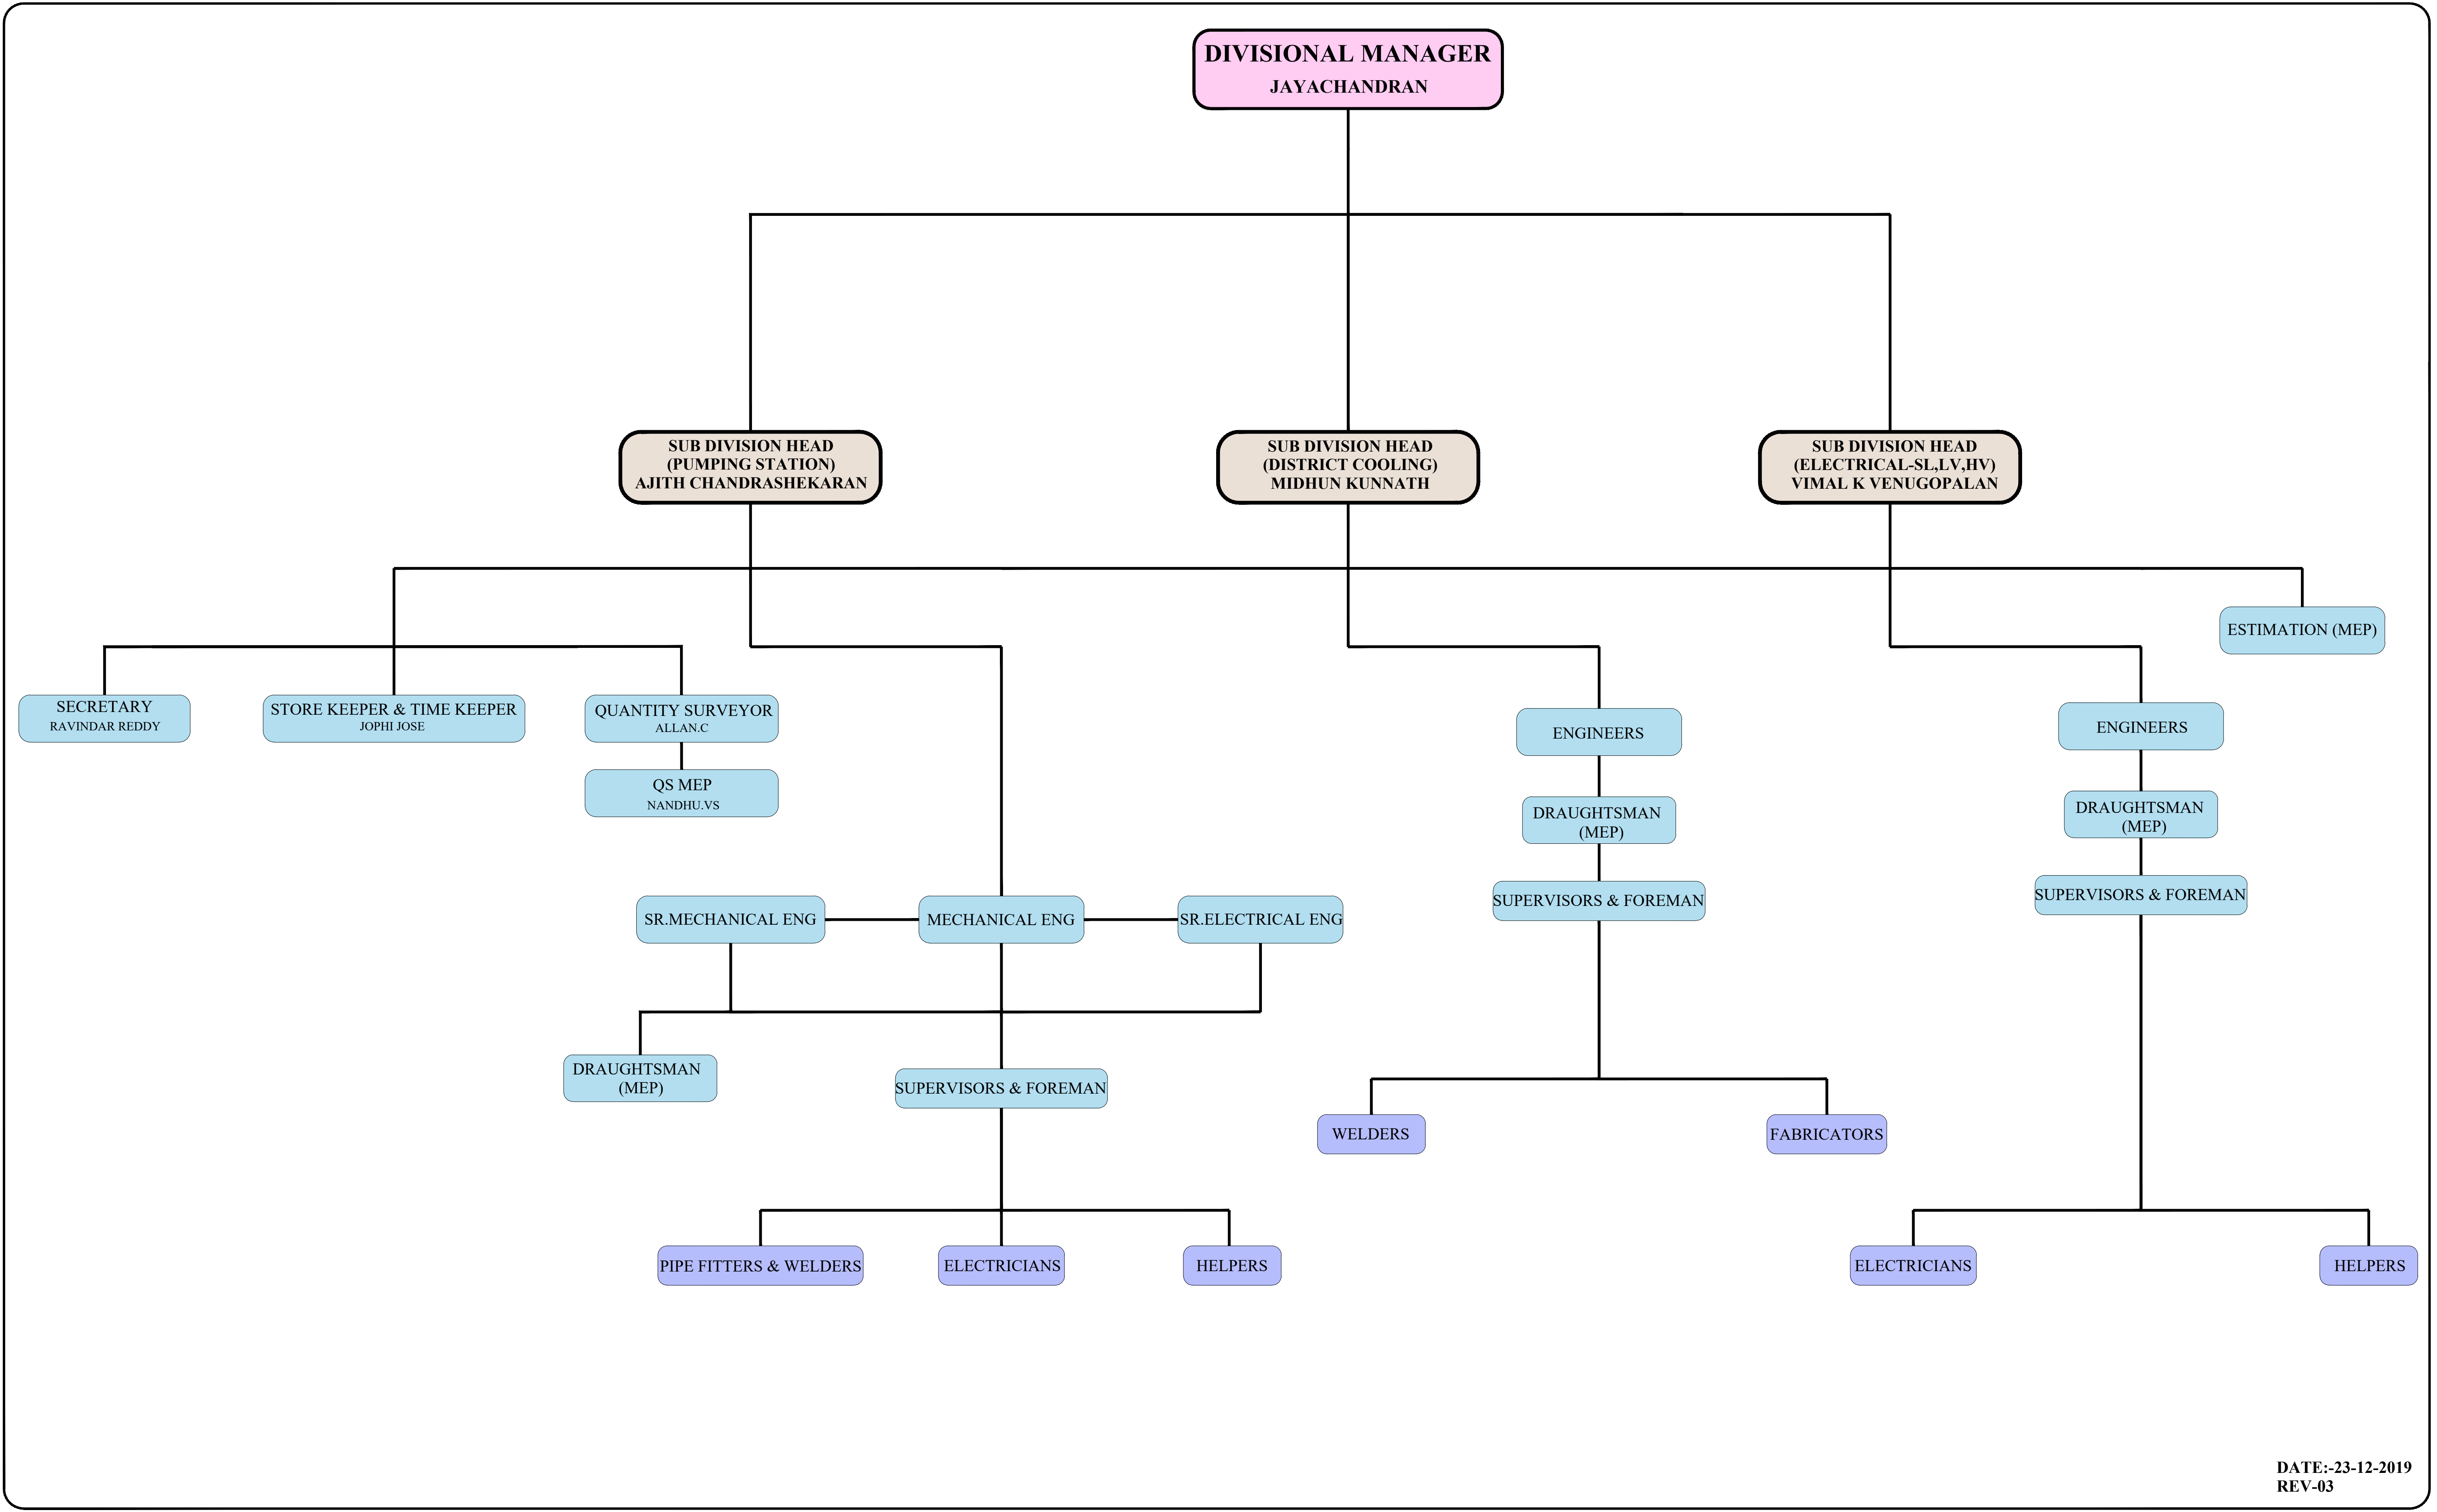 DIVISIONAL MANAGER
JAYACHANDRAN
SUB DIVISION HEAD
(PUMPING STATION)
AJITH CHANDRASHEKARAN
SUB DIVISION HEAD
(DISTRICT COOLING)
MIDHUN KUNNATH
SUB DIVISION HEAD
(ELECTRICAL-SL,LV,HV)
VIMAL K VENUGOPALAN
ESTIMATION (MEP)
SECRETARY
RAVINDAR REDDY
STORE KEEPER & TIME KEEPER
JOPHI JOSE
QUANTITY SURVEYOR
ALLAN.C
QS MEP
NANDHU.VS
ENGINEERS
ENGINEERS
DRAUGHTSMAN
(MEP)
DRAUGHTSMAN
(MEP)
SR.MECHANICAL ENG
MECHANICAL ENG
SR.ELECTRICAL ENG
SUPERVISORS & FOREMAN
SUPERVISORS & FOREMAN
DRAUGHTSMAN
(MEP)
SUPERVISORS & FOREMAN
WELDERS
FABRICATORS
PIPE FITTERS & WELDERS
ELECTRICIANS
HELPERS
ELECTRICIANS
HELPERS
DATE:-23-12-2019
REV-03